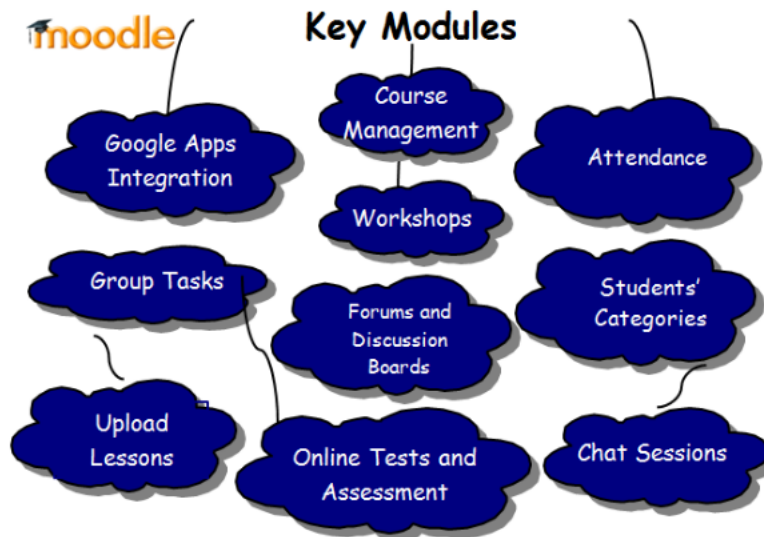 moodle
Key Modules
Google Apps
Integration
Course
Management
Attendance
Workshops
Group Tasks
Forums and
Discussion
Boards
Students'
Categories
Upload
Lessons
Online Tests and
Assessment
Chat Sessions